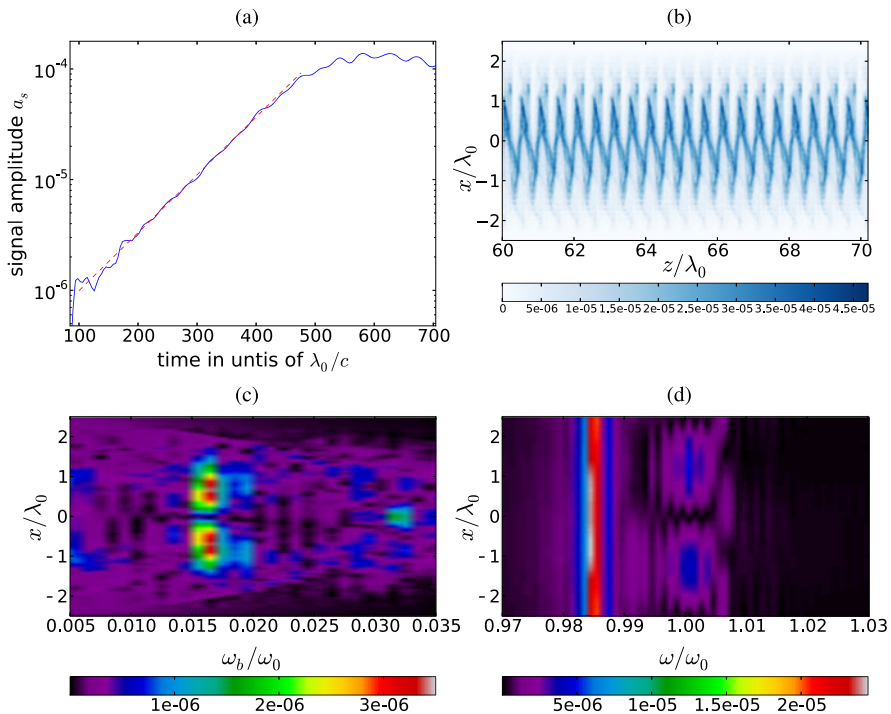 (a)
signal amplitude a_s
10^-4
10^-5
10^-6
100 200 300 400 500 600 700
time in untis of λ_0/c
(b)
x/λ_0
2
1
0
-1
-2
60 62 64 66 68 70
z/λ_0
0 5e-06 1e-05 1.5e-05 2e-05 2.5e-05 3e-05 3.5e-05 4e-05 4.5e-05
(c)
x/λ_0
2
1
0
-1
-2
0.005 0.010 0.015 0.020 0.025 0.030 0.035
ω_b/ω_0
1e-06 2e-06 3e-06
(d)
x/λ_0
2
1
0
-1
-2
0.97 0.98 0.99 1.00 1.01 1.02 1.03
ω/ω_0
5e-06 1e-05 1.5e-05 2e-05